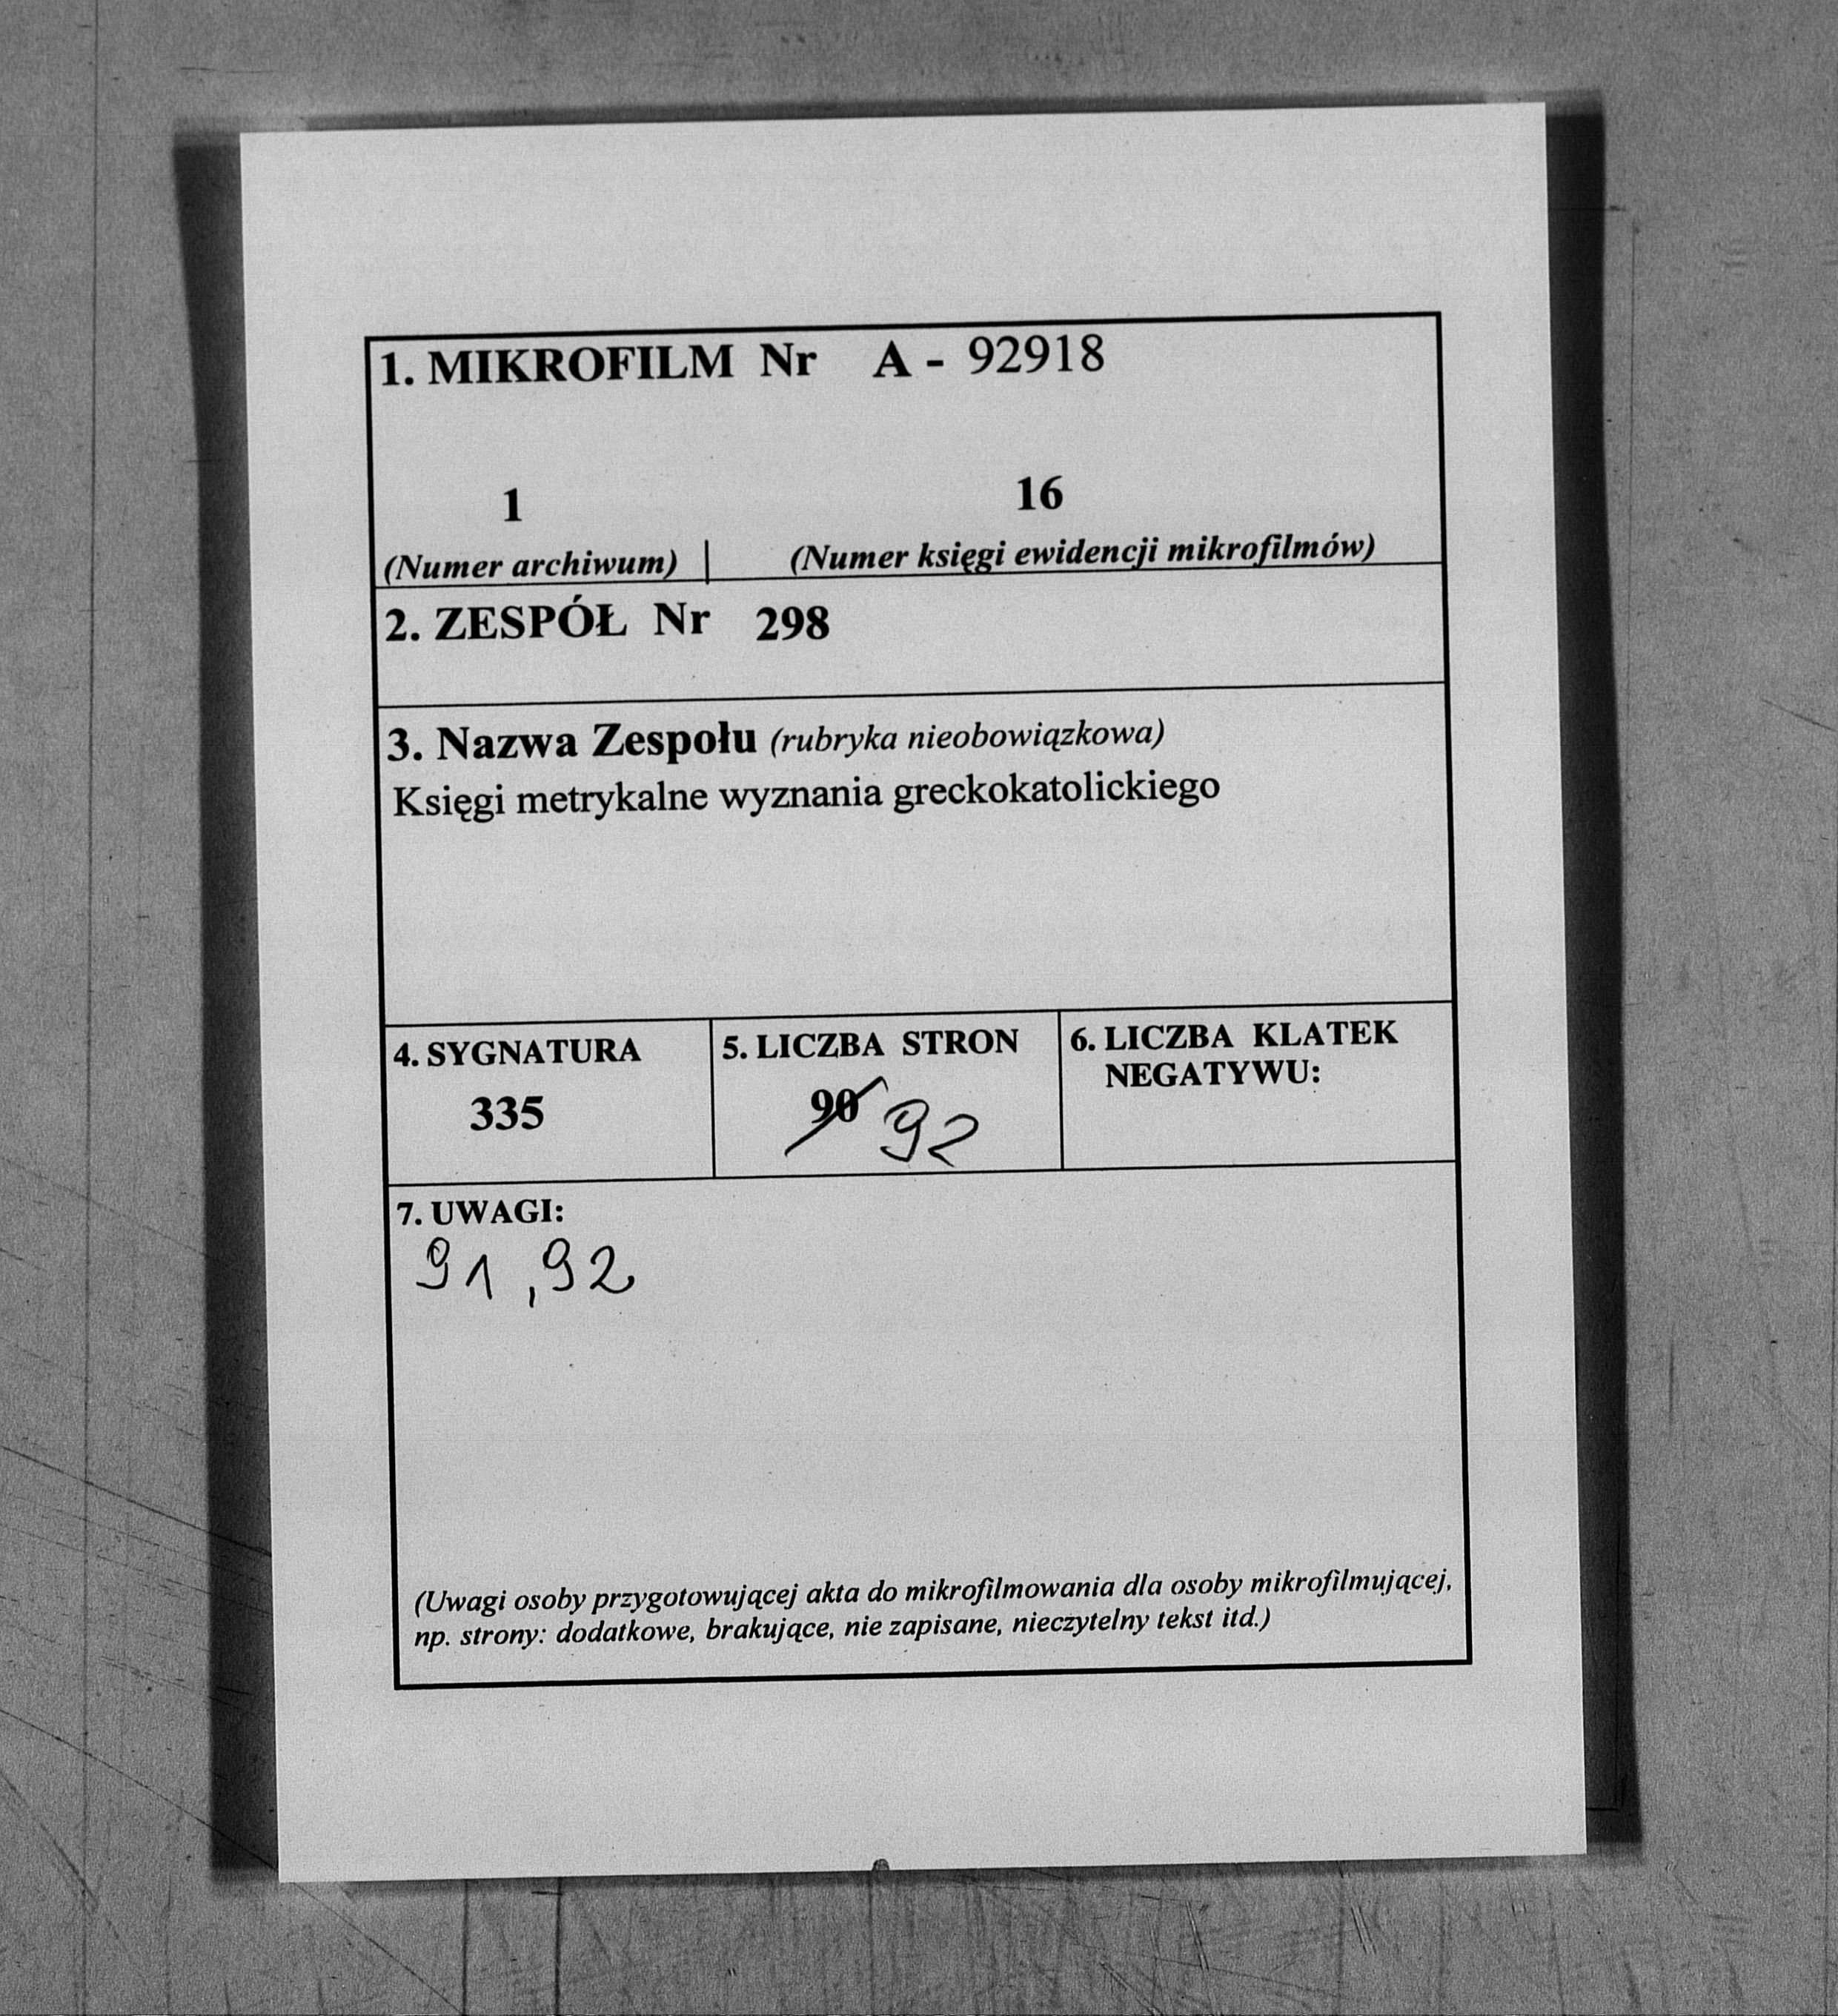 1. MIKROFILM Nr A - 92918
1 16
(Numer archiwum) | (Numer księgi ewidencji mikrofilmów)
2. ZESPÓŁ Nr 298
3. Nazwa Zespołu (rubryka nieobowiązkowa)
Księgi metrykalne wyznania greckokatolickiego
4. SYGNATURA
335
5. LICZBA STRON
90 92
6. LICZBA KLATEK
NEGATYWU:
7. UWAGI:
91, 92
(Uwagi osoby przygotowującej akta do mikrofilmowania dla osoby mikrofilmującej,
np. strony: dodatkowe, brakujące, nie zapisane, nieczytelny tekst itd.)